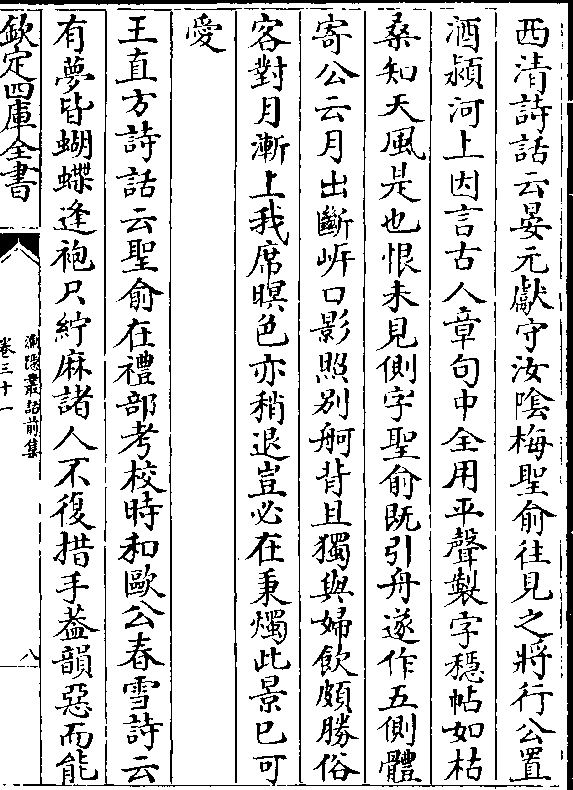 西清詩話云晏元獻守汝陰梅聖俞往見之將行公置
酒潁河上因言古人章句中全用平聲製字穩帖如枯
桑知天風是也恨未見側字聖俞既引舟遂作五側體
寄公云月出斷岍口影照別舸背且獨與婦飲頗勝俗
客對月漸上我席暝色亦稍退豈必在秉燭此景已可
愛
王直方詩話云聖俞在禮部考校時和歐公春雪詩云
有夢皆蝴蝶逢袍只紵麻諸人不復措手葢韻惡而能
欽定四庫全書
漁隱叢話前集
卷三十一
八